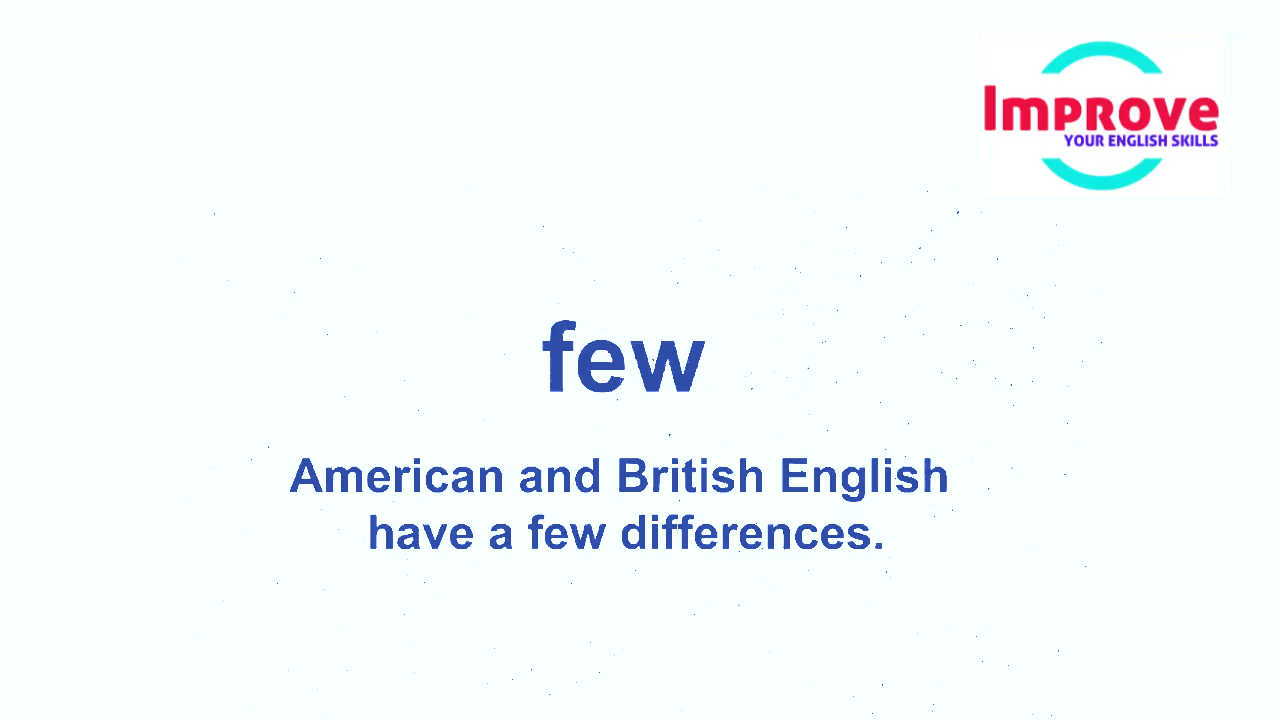 Improve
YOUR ENGLISH SKILLS
few
American and British English
have a few differences.